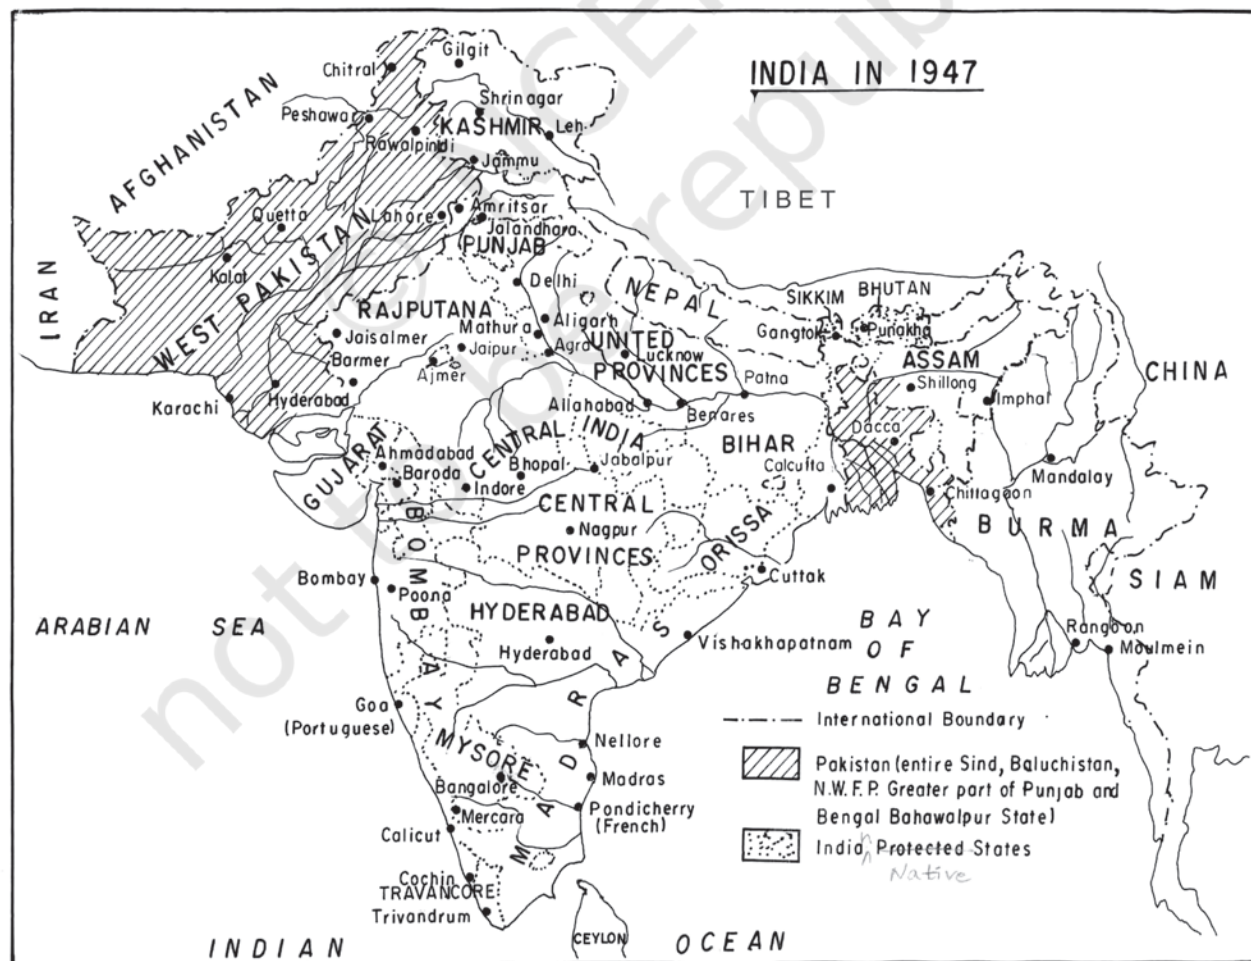 INDIA IN 1947
Gilgit
Chitral
Shrinagar
Peshawar
KASHMIR
Leh
Rawalpindi
Jammu
AFGHANISTAN
TIBET
Quetta
Lahore
Amritsar
Jalandhara
PUNJAB
Kalat
WEST PAKISTAN
IRAN
Delhi
NEPAL
SIKKIM
BHUTAN
RAJPUTANA
Jaisalmer
Mathura
Aligarh
Gangtok
Punakha
Jaipur
Agra
UNITED
Lucknow
PROVINCES
ASSAM
Barmer
Ajmer
Patna
Shillong
CHINA
Karachi
Hyderabad
Allahabad
Benares
Imphal
GUJARAT
CENTRAL INDIA
BIHAR
Dacca
Ahmadabad
Baroda
Bhopal
Jabalpur
Calcutta
Mandalay
Indore
CENTRAL
Chittagoon
Nagpur
PROVINCES
ORISSA
BURMA
Bombay
Poona
BOMBAY
Cuttak
SIAM
HYDERABAD
Hyderabad
ARABIAN SEA
Vishakhapatnam
BAY
OF
BENGAL
Rangoon
Moulmein
Goa
(Portuguese)
MYSORE
MADRAS
Nellore
Bangalore
Madras
Mercara
Pondicherry
(French)
Calicut
Cochin
TRAVANCORE
Trivandrum
CEYLON
INDIAN OCEAN
International Boundary
Pakistan (entire Sind, Baluchistan,
N.W.F.P. Greater part of Punjab and
Bengal Bahawalpur State)
India Protected States
Native
not to be republ